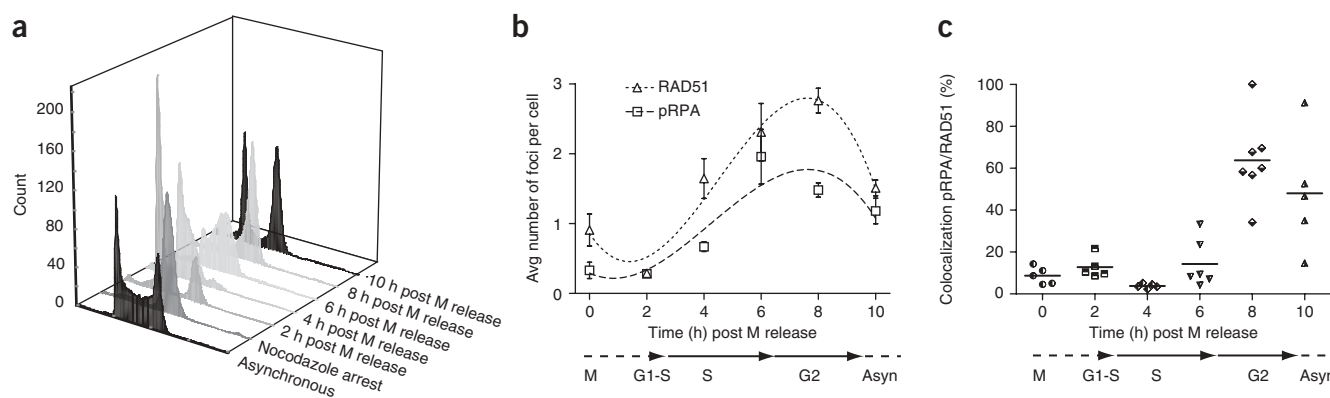 a
200
160
120
80
40
0
Count
10 h post M release
8 h post M release
6 h post M release
4 h post M release
2 h post M release
Nocodazole arrest
Asynchronous
b
3
2
1
0
Avg number of foci per cell
RAD51
pRPA
0 2 4 6 8 10
Time (h) post M release
M G1-S S G2 Asyn
c
100
80
60
40
20
0
Colocalization pRPA/RAD51 (%)
0 2 4 6 8 10
Time (h) post M release
M G1-S S G2 Asyn